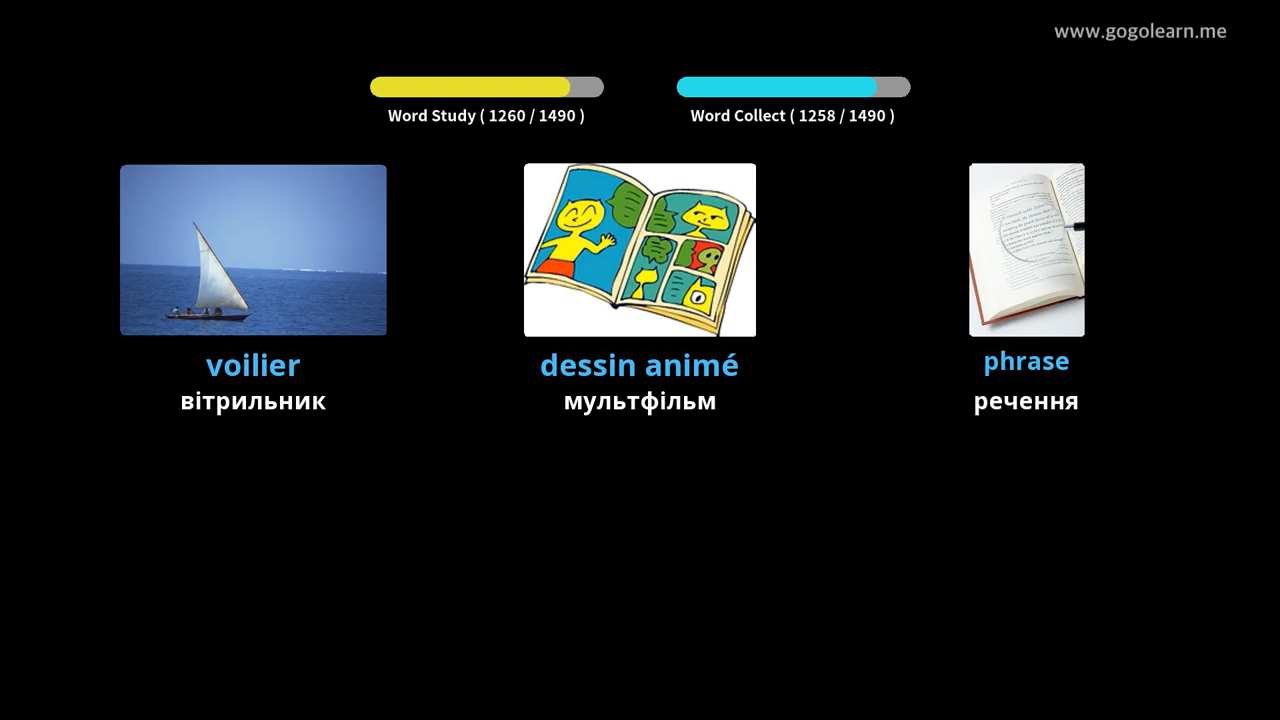 www.gogolearn.me
Word Study ( 1260 / 1490 )
Word Collect ( 1258 / 1490 )
voilier
dessin animé
phrase
вітрильник
мультфільм
речення